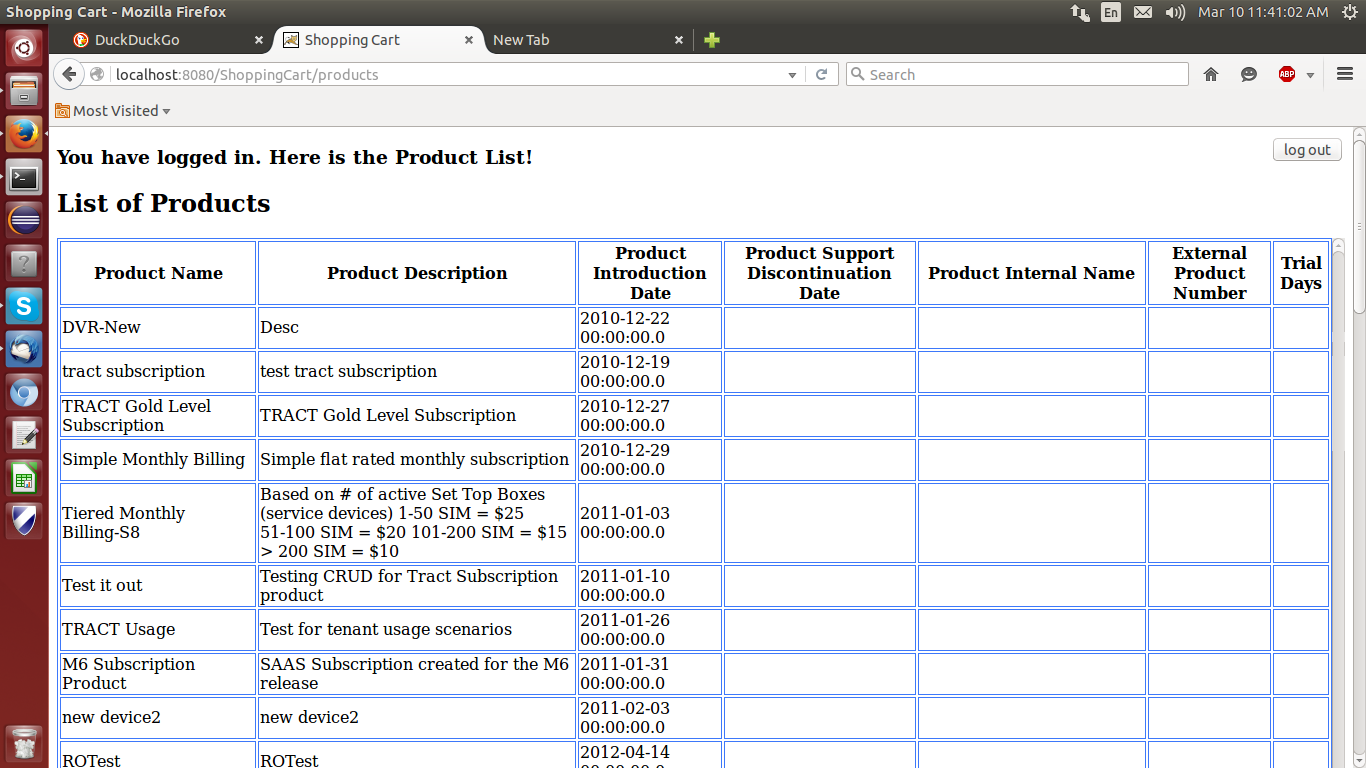 Shopping Cart - Mozilla Firefox
En
Mar 10 11:41:02 AM
DuckDuckGo
Shopping Cart
New Tab
localhost:8080/ShoppingCart/products
Search
ABP
Most Visited
You have logged in. Here is the Product List!
log out
List of Products
Product Name
Product Description
Product
Introduction
Date
Product Support
Discontinuation
Date
Product Internal Name
External
Product
Number
Trial
Days
DVR-New
Desc
2010-12-22
00:00:00.0
tract subscription
test tract subscription
2010-12-19
00:00:00.0
TRACT Gold Level
Subscription
TRACT Gold Level Subscription
2010-12-27
00:00:00.0
Simple Monthly Billing
Simple flat rated monthly subscription
2010-12-29
00:00:00.0
Tiered Monthly
Billing-S8
Based on # of active Set Top Boxes
(service devices) 1-50 SIM = $25
51-100 SIM = $20 101-200 SIM = $15
> 200 SIM = $10
2011-01-03
00:00:00.0
Test it out
Testing CRUD for Tract Subscription
product
2011-01-10
00:00:00.0
TRACT Usage
Test for tenant usage scenarios
2011-01-26
00:00:00.0
M6 Subscription
Product
SAAS Subscription created for the M6
release
2011-01-31
00:00:00.0
new device2
new device2
2011-02-03
00:00:00.0
ROTest
ROTest
2012-04-14